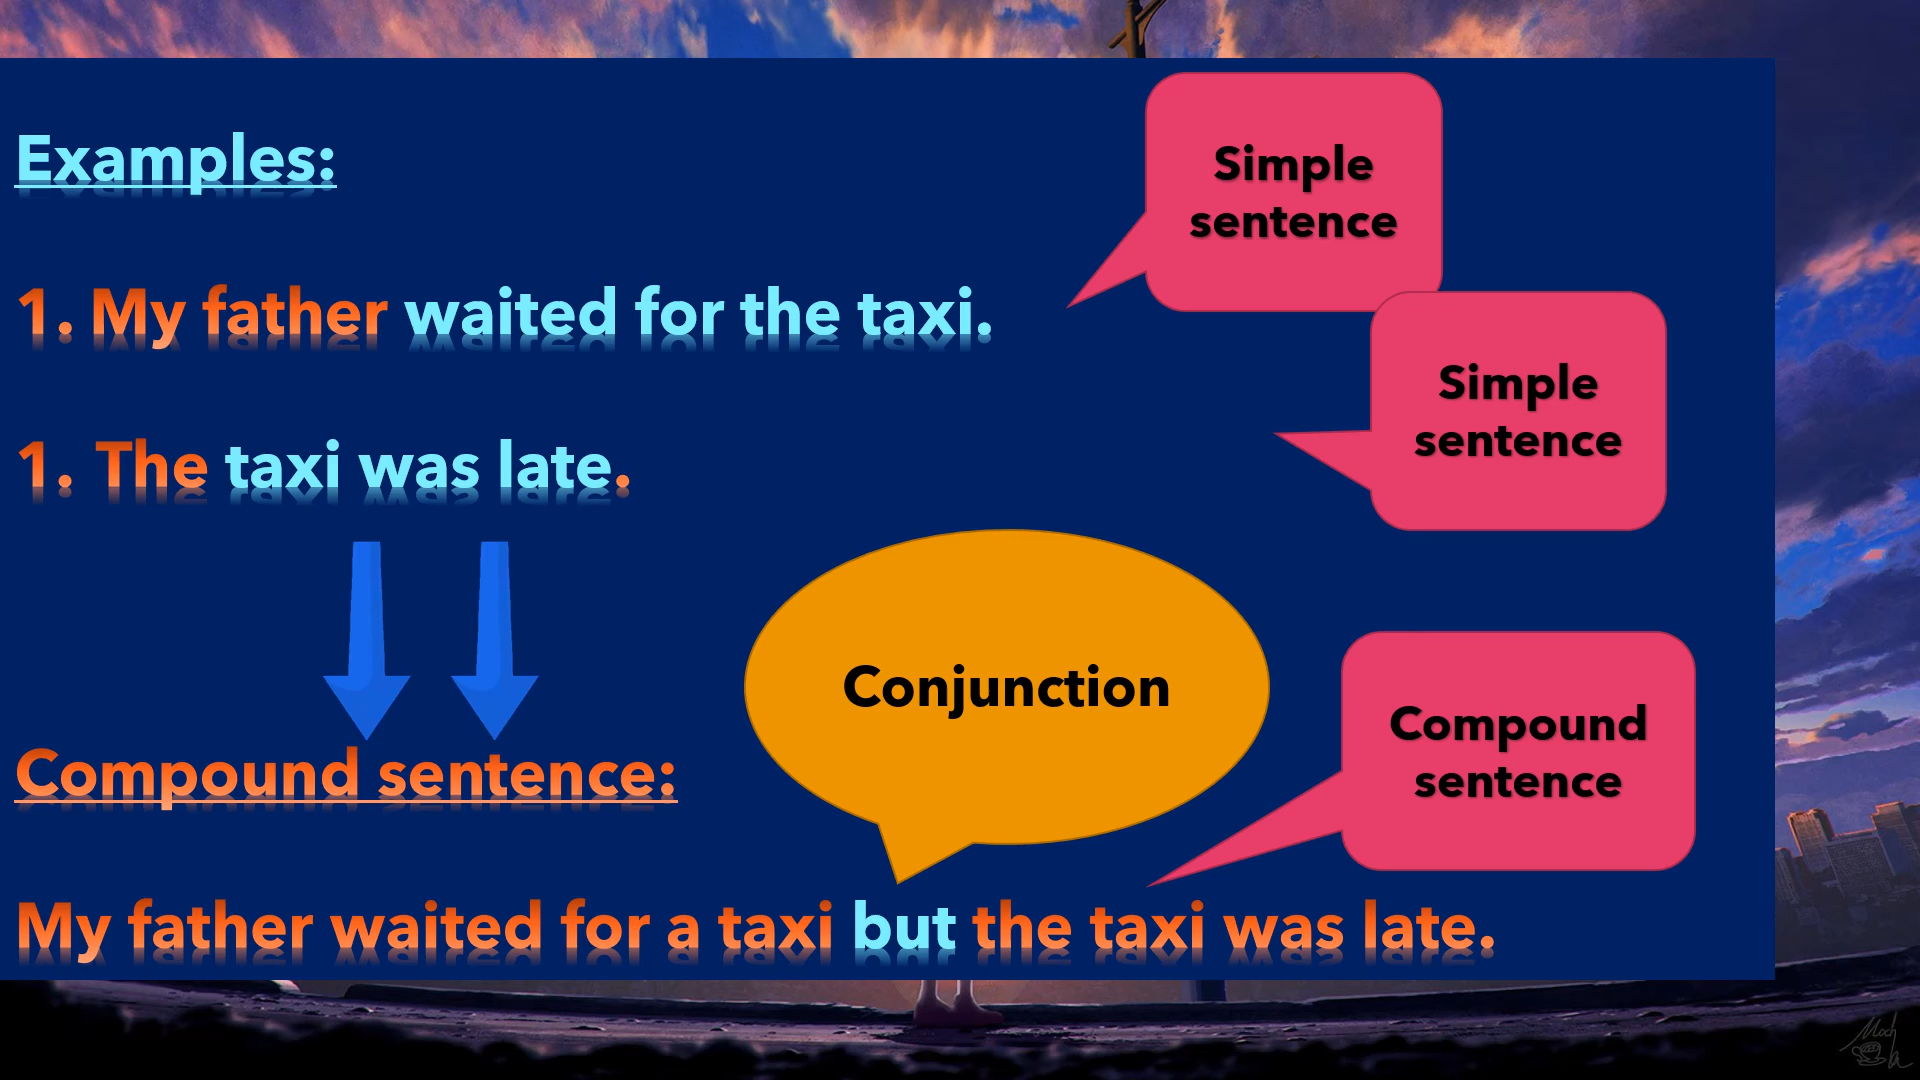 Examples:
Simple
sentence
1. My father waited for the taxi.
Simple
sentence
1. The taxi was late.
Conjunction
Compound
sentence
Compound sentence:
My father waited for a taxi but the taxi was late.